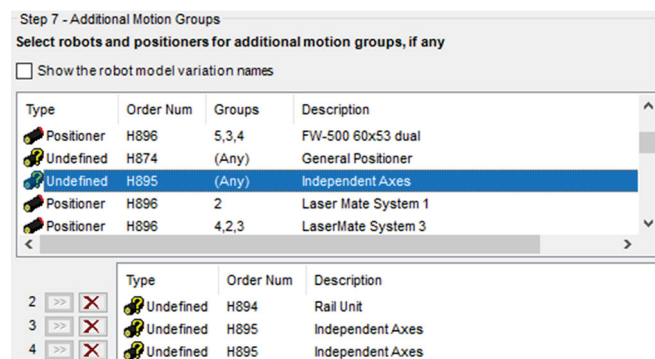 Step 7 - Additional Motion Groups
Select robots and positioners for additional motion groups, if any
Show the robot model variation names
Type Order Num Groups Description
Positioner H896 5,3,4 FW-500 60x53 dual
Undefined H874 (Any) General Positioner
Undefined H895 (Any) Independent Axes
Positioner H896 2 Laser Mate System 1
Positioner H896 4,2,3 LaserMate System 3
Type Order Num Description
2 >> Undefined H894 Rail Unit
3 >> Undefined H895 Independent Axes
4 >> Undefined H895 Independent Axes